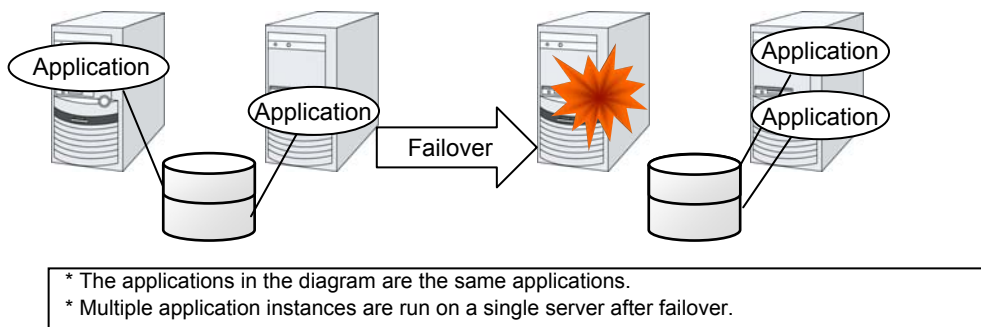 Application
Application
Failover
Application
Application
* The applications in the diagram are the same applications.
* Multiple application instances are run on a single server after failover.